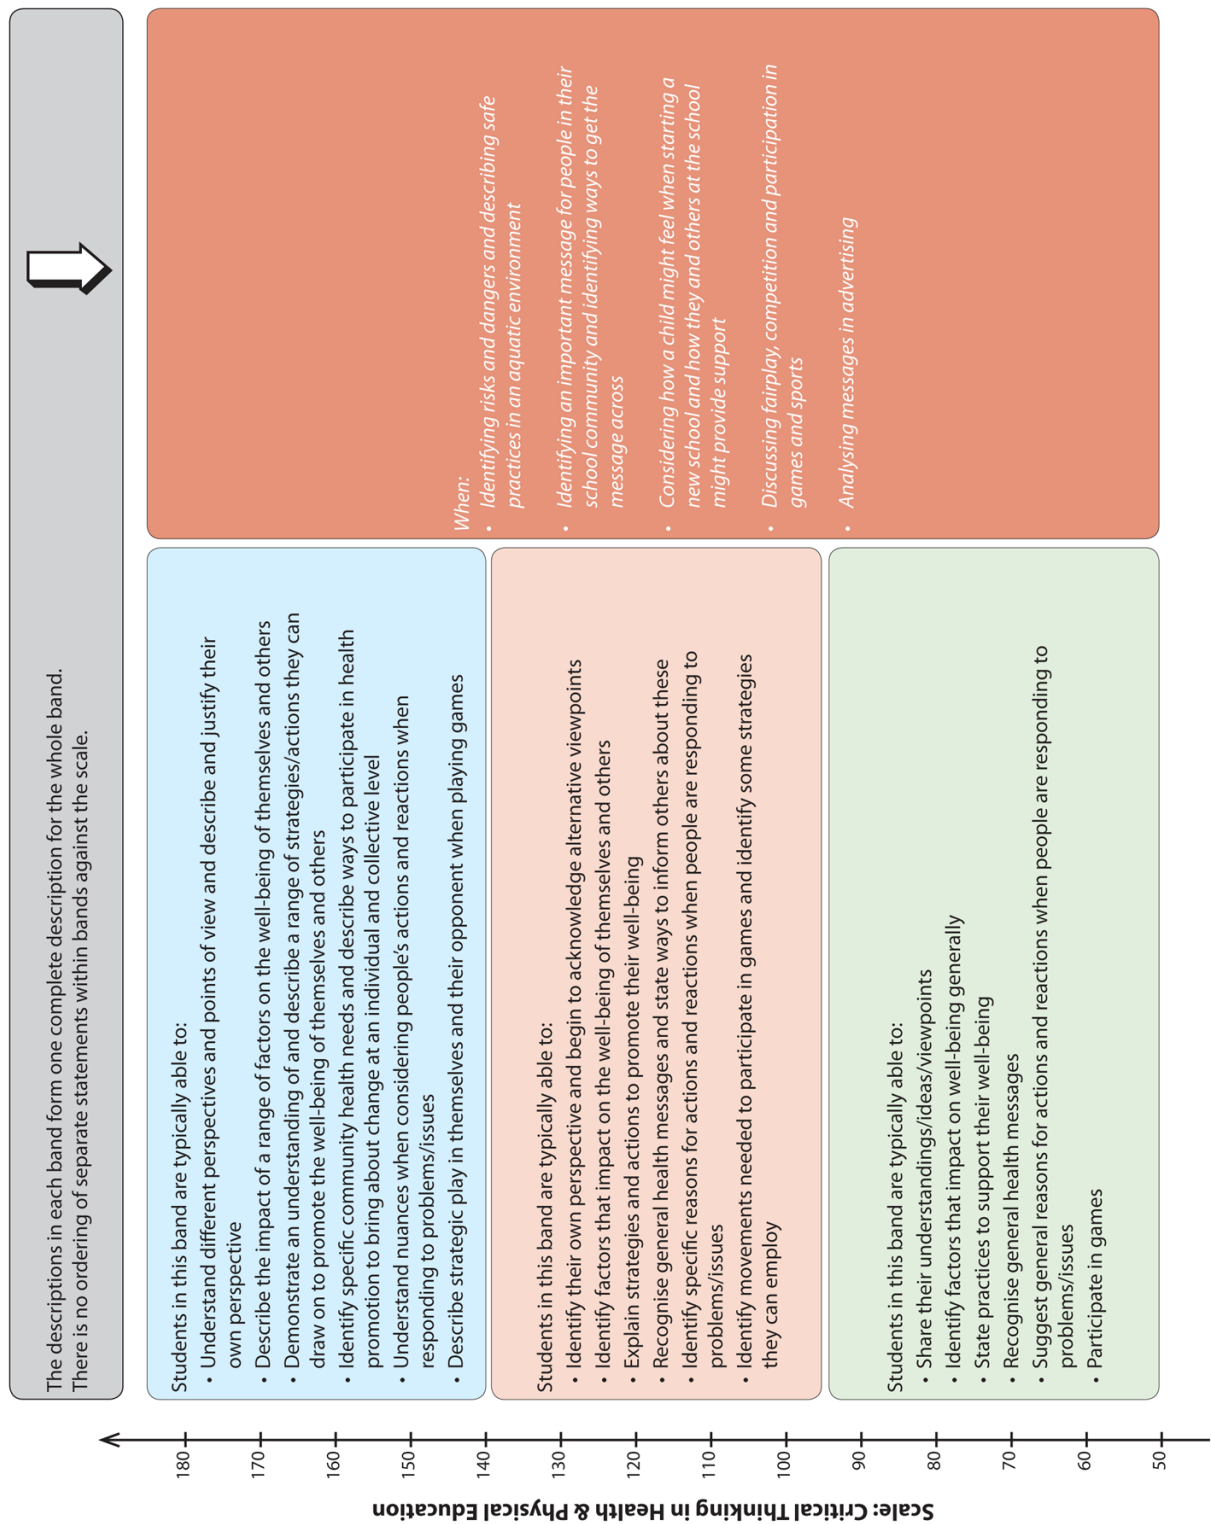 The descriptions in each band form one complete description for the whole band.
There is no ordering of separate statements within bands against the scale.
Students in this band are typically able to:
• Understand different perspectives and points of view and describe and justify their
own perspective
• Describe the impact of a range of factors on the well-being of themselves and others
• Demonstrate an understanding of and describe a range of strategies/actions they can
draw on to promote the well-being of themselves and others
• Identify specific community health needs and describe ways to participate in health
promotion to bring about change at an individual and collective level
• Understand nuances when considering people's actions and reactions when
responding to problems/issues
• Describe strategic play in themselves and their opponent when playing games
Students in this band are typically able to:
• Identify their own perspective and begin to acknowledge alternative viewpoints
• Identify factors that impact on the well-being of themselves and others
• Explain strategies and actions to promote their well-being
• Recognise general health messages and state ways to inform others about these
• Identify specific reasons for actions and reactions when people are responding to
problems/issues
• Identify movements needed to participate in games and identify some strategies
they can employ
Students in this band are typically able to:
• Share their understandings/ideas/viewpoints
• Identify factors that impact on well-being generally
• State practices to support their well-being
• Recognise general health messages
• Suggest general reasons for actions and reactions when people are responding to
problems/issues
• Participate in games
When:
• Identifying risks and dangers and describing safe
practices in an aquatic environment
• Identifying an important message for people in their
school community and identifying ways to get the
message across
• Considering how a child might feel when starting a
new school and how they and others at the school
might provide support
• Discussing fairplay, competition and participation in
games and sports
• Analysing messages in advertising
180
170
160
150
140
130
120
110
100
90
80
70
60
50
Scale: Critical Thinking in Health & Physical Education